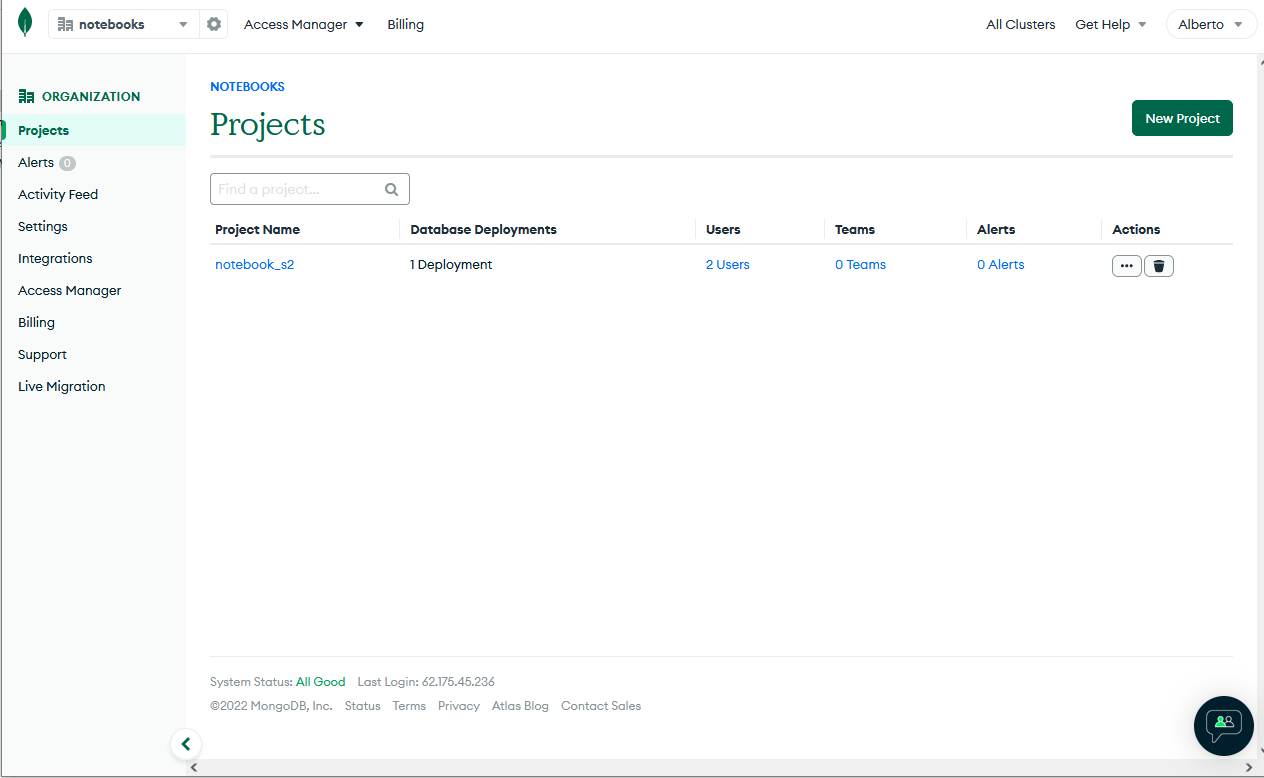 notebooks Access Manager Billing All Clusters Get Help Alberto
ORGANIZATION
Projects
Alerts 0
Activity Feed
Settings
Integrations
Access Manager
Billing
Support
Live Migration
NOTEBOOKS
Projects
New Project
Find a project...
Project Name Database Deployments Users Teams Alerts Actions
notebook_s2 1 Deployment 2 Users 0 Teams 0 Alerts
System Status: All Good Last Login: 62.175.45.236
©2022 MongoDB, Inc. Status Terms Privacy Atlas Blog Contact Sales